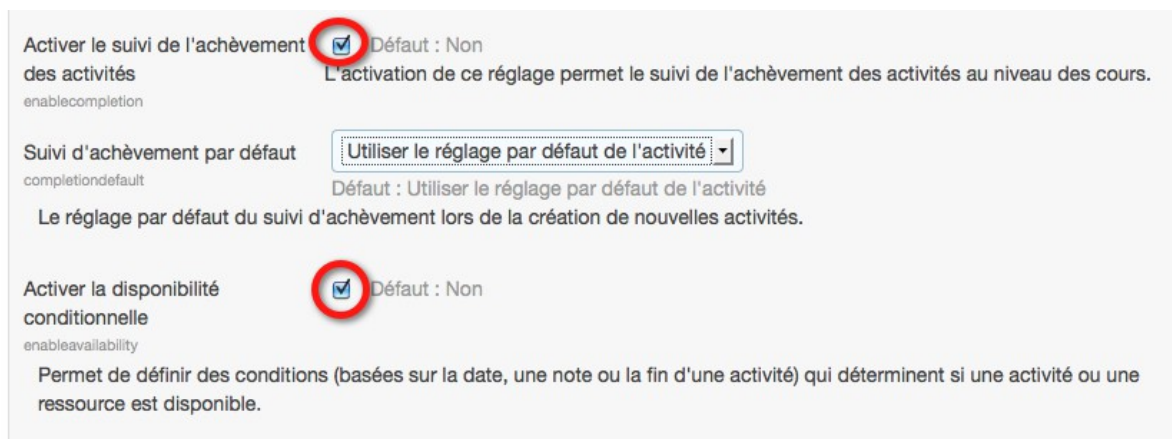 Activer le suivi de l'achèvement Défaut : Non
des activités L'activation de ce réglage permet le suivi de l'achèvement des activités au niveau des cours.
enablecompletion
Suivi d'achèvement par défaut Utiliser le réglage par défaut de l'activité
completiondefault Défaut : Utiliser le réglage par défaut de l'activité
Le réglage par défaut du suivi d'achèvement lors de la création de nouvelles activités.
Activer la disponibilité Défaut : Non
conditionnelle
enableavailability
Permet de définir des conditions (basées sur la date, une note ou la fin d'une activité) qui déterminent si une activité ou une
ressource est disponible.